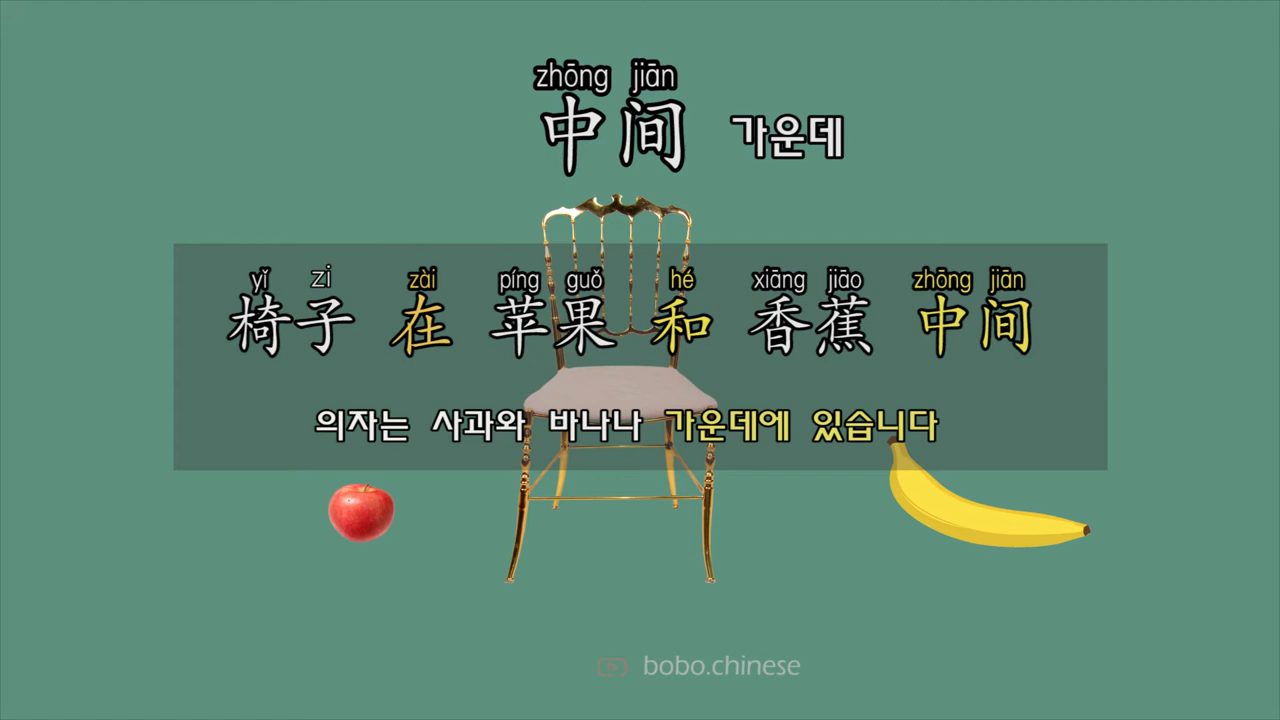 zhōng jiān
中间 가운데
yǐ zi zài píng guǒ hé xiāng jiāo zhōng jiān
椅子 在 苹果 和 香蕉 中间
의자는 사과와 바나나 가운데에 있습니다
bobo.chinese